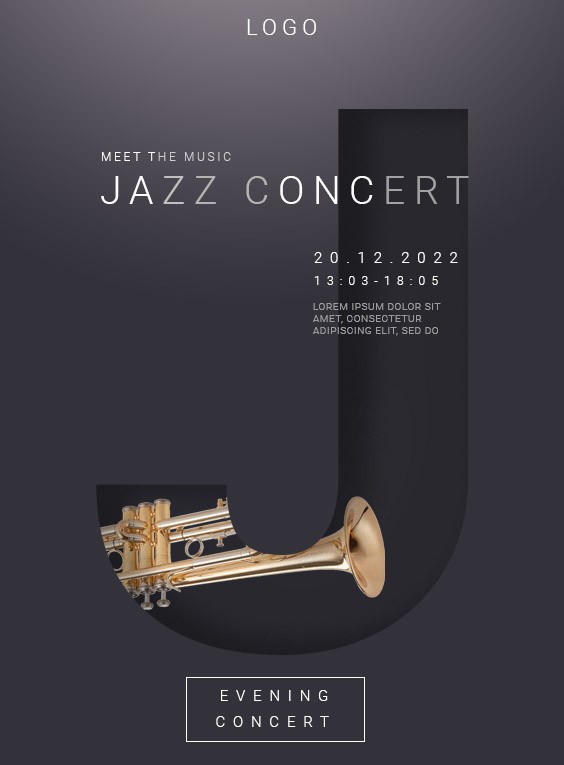 LOGO
MEET THE MUSIC
JAZZ CONCERT
20.12.2022
13:03-18:05
LOREM IPSUM DOLOR SIT
AMET, CONSECTETUR
ADIPISCING ELIT, SED DO
EVENING
CONCERT